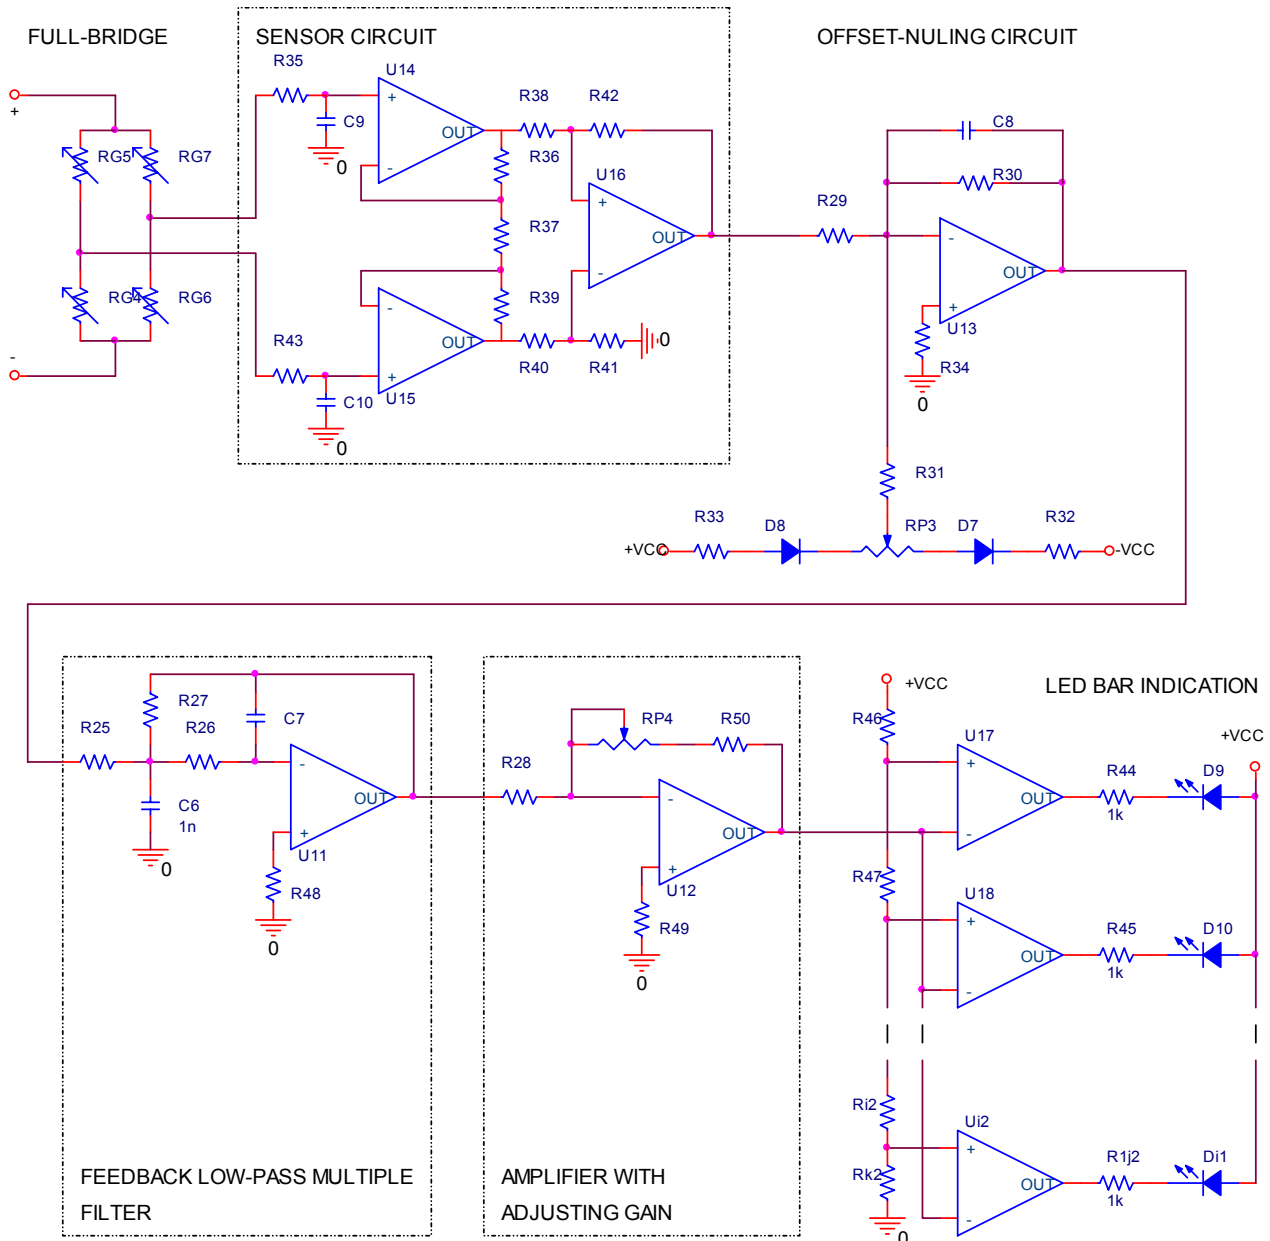 FULL-BRIDGE
SENSOR CIRCUIT
OFFSET-NULING CIRCUIT
+
RG5
RG7
RG4
RG6
-
R35
C9
0
U14
+
-
OUT
R38
R42
R36
R37
R39
U16
+
-
OUT
R43
C10
0
U15
-
+
OUT
R40
R41
0
R29
C8
R30
-
+
OUT
U13
R34
0
R31
+VCC
R33
D8
RP3
D7
R32
-VCC
R25
R27
R26
C7
C6
1n
0
-
+
OUT
U11
R48
0
FEEDBACK LOW-PASS MULTIPLE
FILTER
R28
RP4
R50
-
+
OUT
U12
R49
0
AMPLIFIER WITH
ADJUSTING GAIN
+VCC
LED BAR INDICATION
+VCC
R46
U17
+
-
OUT
R44
1k
D9
R47
U18
+
-
OUT
R45
1k
D10
Ri2
Ui2
+
-
OUT
R1j2
1k
Di1
Rk2
0